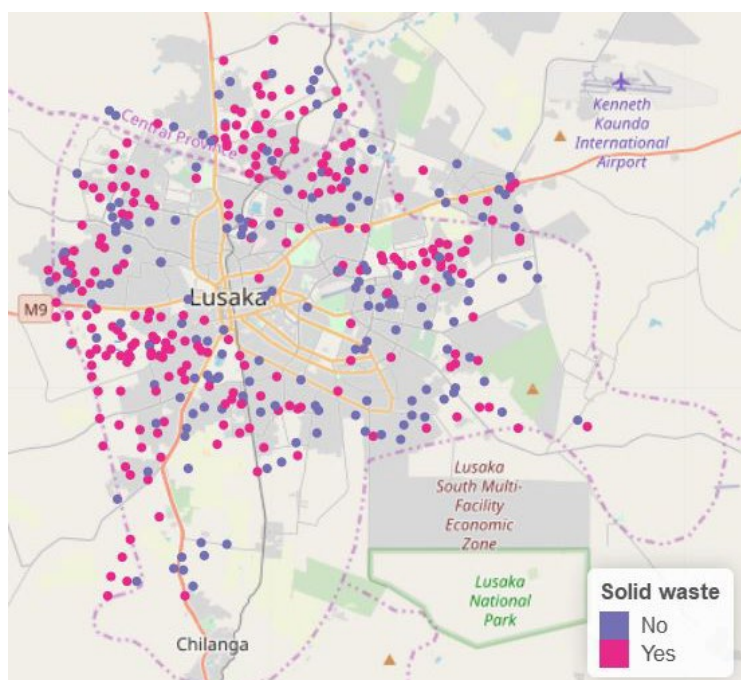 Central Province
Kenneth
Kaunda
International
Airport
Lusaka
M9
Lusaka
South Multi-
Facility
Economic
Zone
Lusaka
National
Park
Chilanga
Solid waste
No
Yes